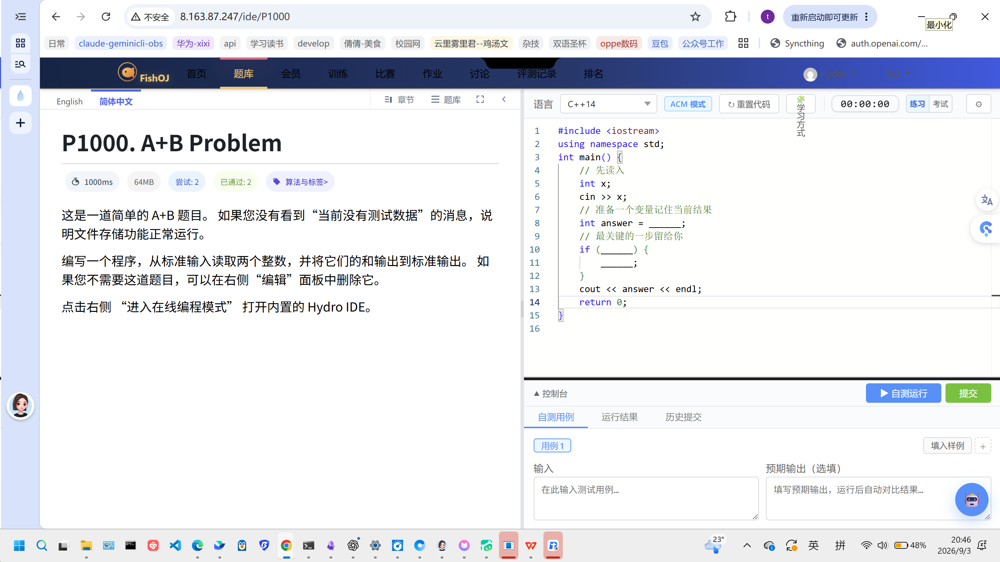 不安全
8.163.87.247/ide/P1000
t
重新启动即可更新
最小化
日常
claude-geminicli-obs
华为-xixi
api
学习读书
develop
倩倩-美食
校园网
云里雾里君--鸡汤文
杂技
双语圣杯
oppe数码
豆包
公众号工作
Syncthing
auth.openai.com/...
FishOJ
首页
题库
会员
训练
比赛
作业
讨论
评测记录
排名
Hydro
tao
English
简体中文
章节
题库
P1000. A+B Problem
1000ms
64MB
尝试: 2
已通过: 2
算法与标签>
这是一道简单的 A+B 题目。 如果您没有看到“当前没有测试数据”的消息，说
明文件存储功能正常运行。
编写一个程序，从标准输入读取两个整数，并将它们的和输出到标准输出。 如
果您不需要这道题目，可以在右侧“编辑”面板中删除它。
点击右侧 “进入在线编程模式” 打开内置的 Hydro IDE。
语言
C++14
ACM 模式
↻ 重置代码
学习方式
00:00:00
练习
考试
1 #include <iostream>
2 using namespace std;
3 int main() {
4 // 先读入
5 int x;
6 cin >> x;
7 // 准备一个变量记住当前结果
8 int answer = ______;
9 // 最关键的一步留给你
10 if (______) {
11 ______;
12 }
13 cout << answer << endl;
14 return 0;
15 }
16
▲ 控制台
▶ 自测运行
提交
自测用例
运行结果
历史提交
用例 1
填入样例
+
输入
预期输出（选填）
在此输入测试用例...
填写预期输出，运行后自动对比结果...
23°
英
拼
48%
20:46
2026/9/3